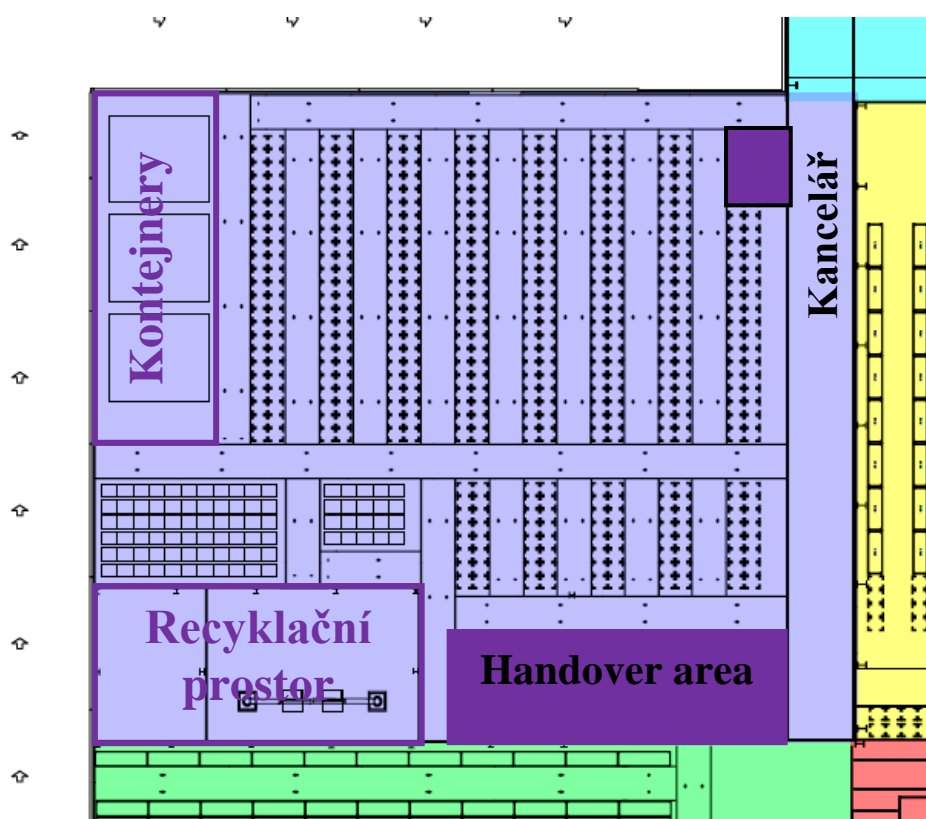 Kontejnery
Kancelář
Recyklační
prostor
Handover area